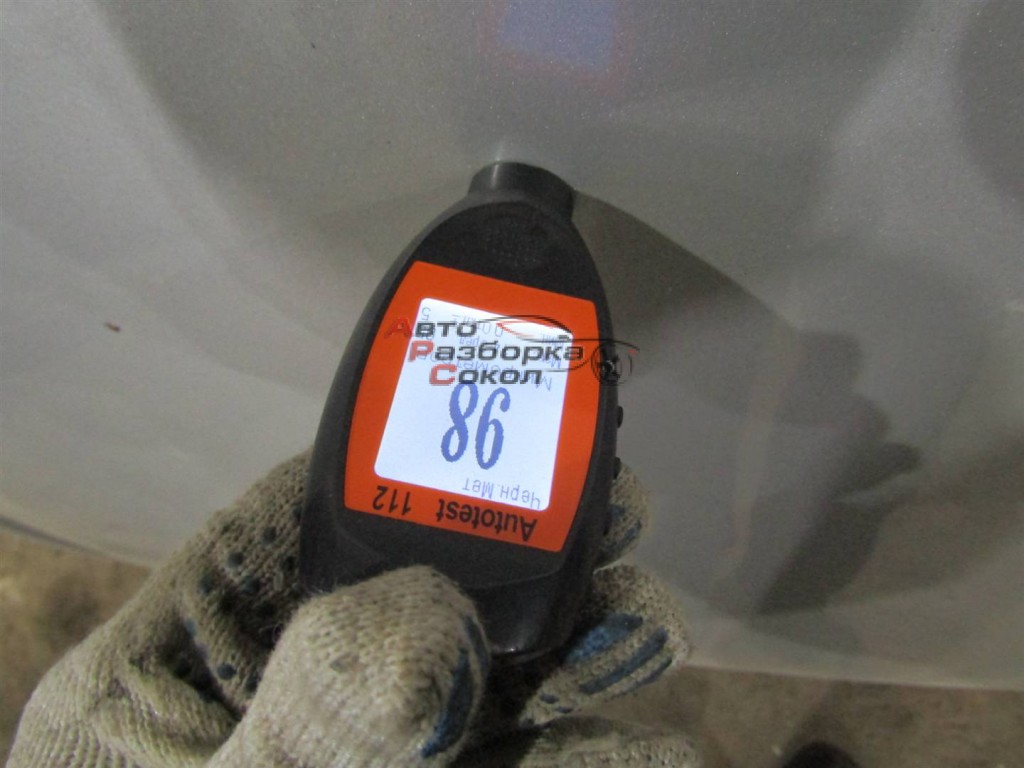 Autotest 112
Черн.Мет
98
Авто
Разборка
Сокол